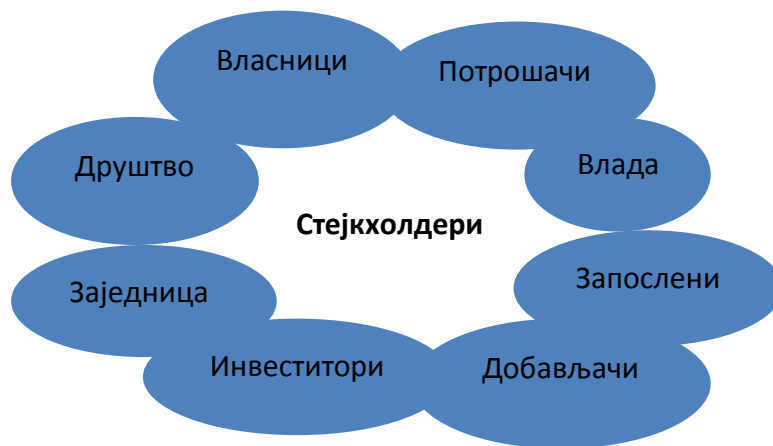 Власници
Потрошачи
Друштво
Влада
Стејкхолдери
Заједница
Запослени
Инвеститори
Добављачи